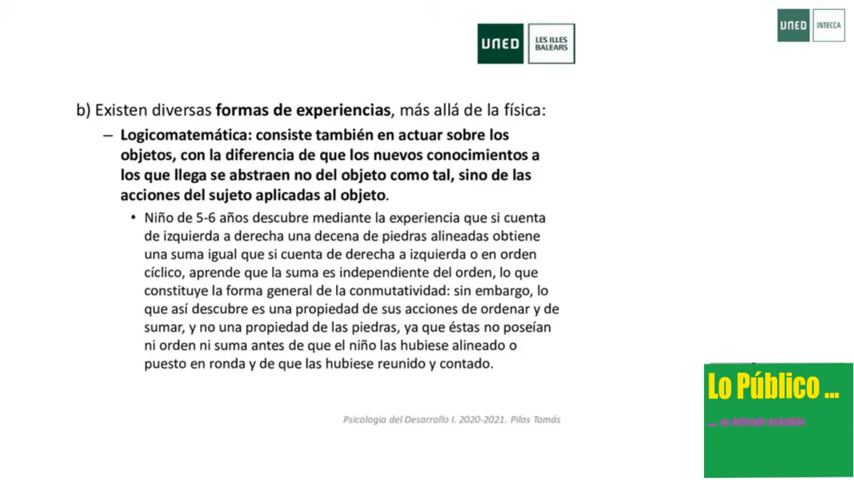 UNED
LES ILLES
BALEARS
UNED
INTECCA
b) Existen diversas formas de experiencias, más allá de la física:
– Logicomatemática: consiste también en actuar sobre los
objetos, con la diferencia de que los nuevos conocimientos a
los que llega se abstraen no del objeto como tal, sino de las
acciones del sujeto aplicadas al objeto.
• Niño de 5-6 años descubre mediante la experiencia que si cuenta
de izquierda a derecha una decena de piedras alineadas obtiene
una suma igual que si cuenta de derecha a izquierda o en orden
cíclico, aprende que la suma es independiente del orden, lo que
constituye la forma general de la conmutatividad: sin embargo, lo
que así descubre es una propiedad de sus acciones de ordenar y de
sumar, y no una propiedad de las piedras, ya que éstas no poseían
ni orden ni suma antes de que el niño las hubiese alineado o
puesto en ronda y de que las hubiese reunido y contado.
Psicología del Desarrollo I. 2020-2021. Pilas Tomás
Lo Público ...